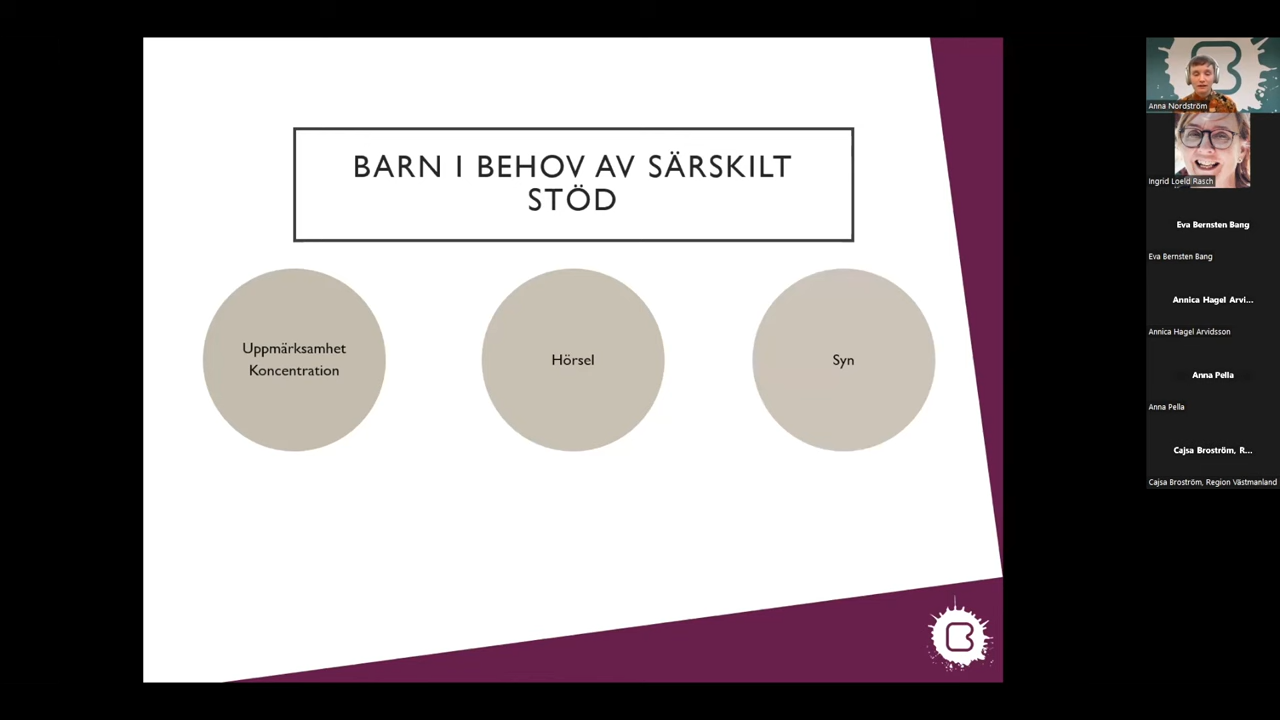 BARN I BEHOV AV SÄRSKILT
STÖD
Uppmärksamhet
Koncentration
Hörsel
Syn
Anna Nordström
Ingrid Loeld Rasch
Eva Bernsten Bang
Eva Bernsten Bang
Annica Hagel Arvi...
Annica Hagel Arvidsson
Anna Pella
Anna Pella
Cajsa Broström, R...
Cajsa Broström, Region Västmanland